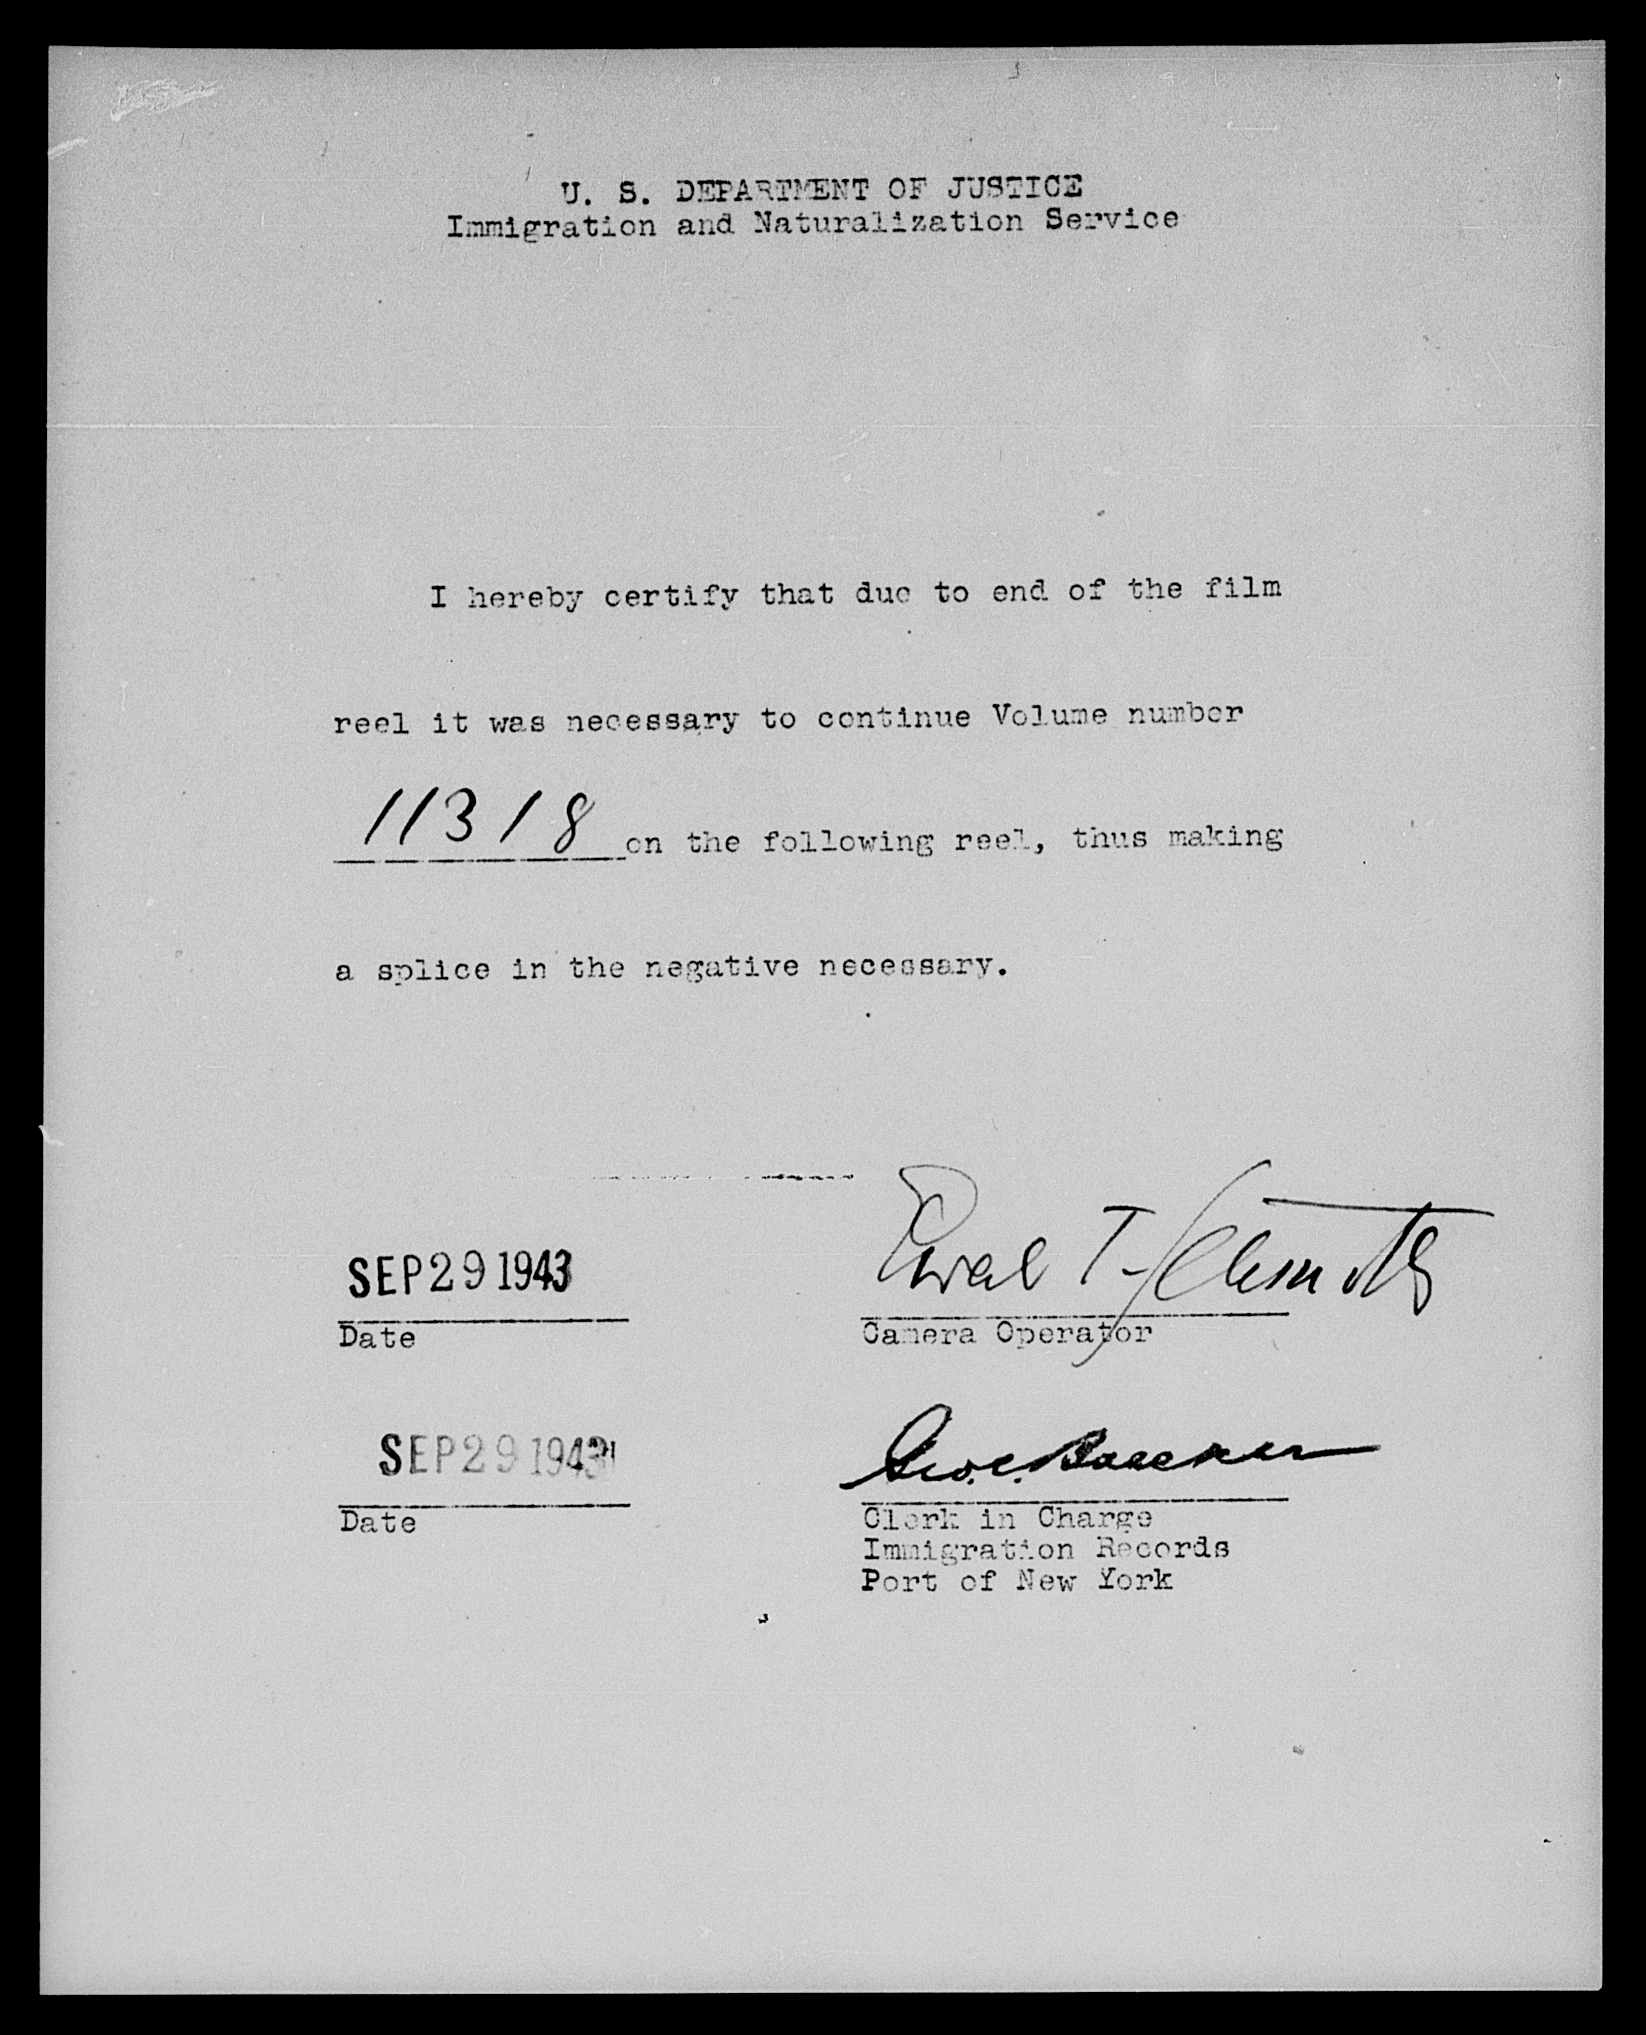 U. S. DEPARTMENT OF JUSTICE
Immigration and Naturalization Service
I hereby certify that due to end of the film
reel it was necessary to continue Volume number
11318 on the following reel, thus making
a splice in the negative necessary.
SEP 29 1943
Date
T.
Camera Operator
SEP 29 1943
Date
Geo. C.
Clerk in Charge
Immigration Records
Port of New York